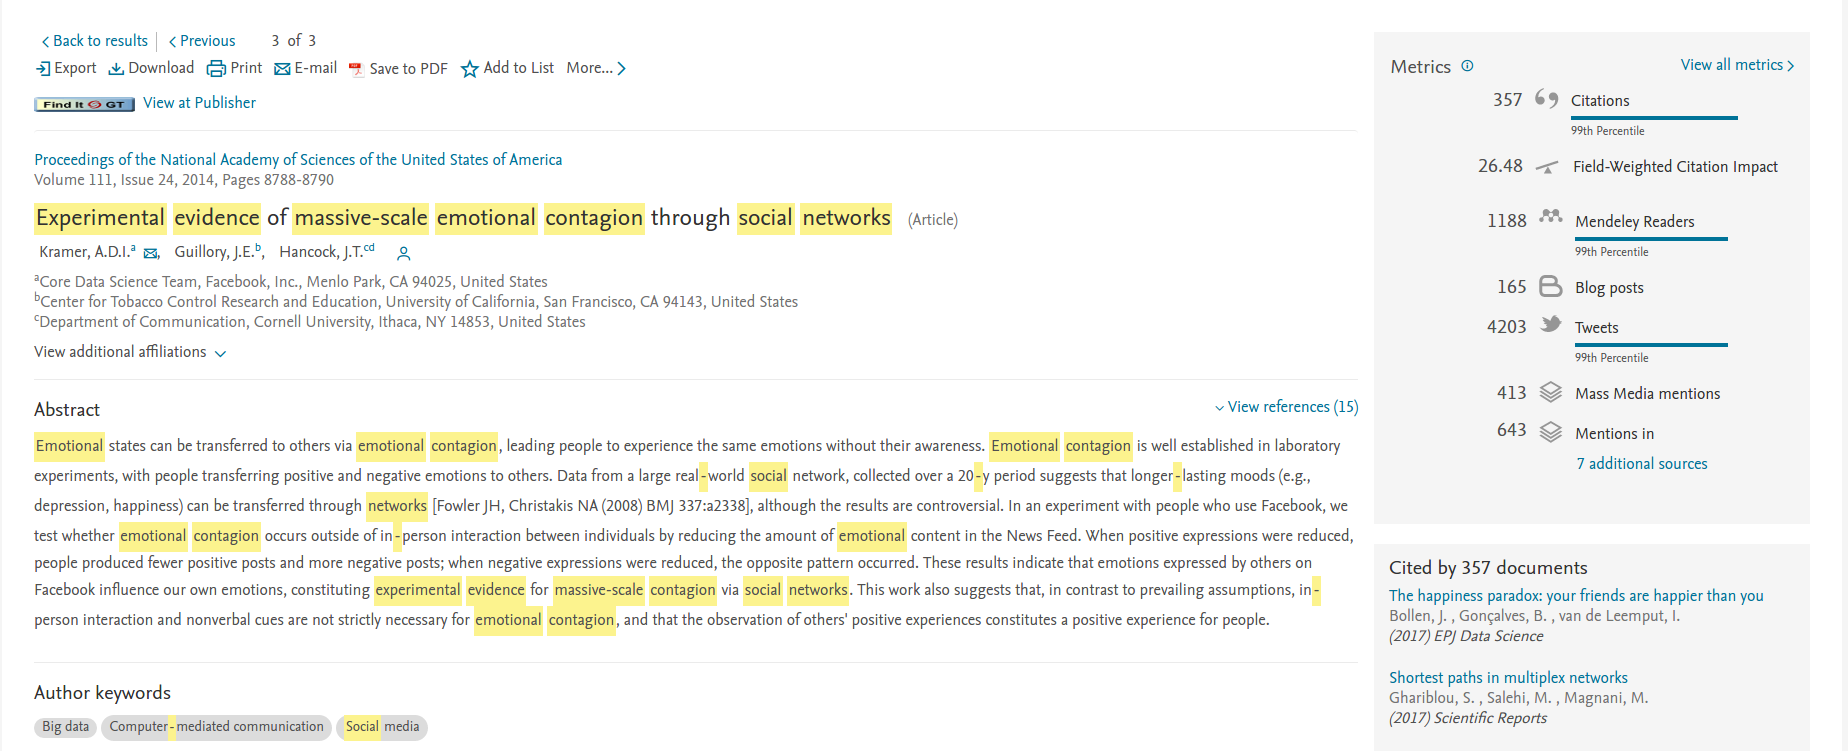 Back to results | Previous 3 of 3
Export Download Print E-mail Save to PDF Add to List More...
Find It GT View at Publisher
Proceedings of the National Academy of Sciences of the United States of America
Volume 111, Issue 24, 2014, Pages 8788-8790
Experimental evidence of massive-scale emotional contagion through social networks (Article)
Kramer, A.D.I.a , Guillory, J.E.b, Hancock, J.T.cd
aCore Data Science Team, Facebook, Inc., Menlo Park, CA 94025, United States
bCenter for Tobacco Control Research and Education, University of California, San Francisco, CA 94143, United States
cDepartment of Communication, Cornell University, Ithaca, NY 14853, United States
View additional affiliations
Abstract
View references (15)
Emotional states can be transferred to others via emotional contagion, leading people to experience the same emotions without their awareness. Emotional contagion is well established in laboratory
experiments, with people transferring positive and negative emotions to others. Data from a large real-world social network, collected over a 20-y period suggests that longer-lasting moods (e.g.,
depression, happiness) can be transferred through networks [Fowler JH, Christakis NA (2008) BMJ 337:a2338], although the results are controversial. In an experiment with people who use Facebook, we
test whether emotional contagion occurs outside of in-person interaction between individuals by reducing the amount of emotional content in the News Feed. When positive expressions were reduced,
people produced fewer positive posts and more negative posts; when negative expressions were reduced, the opposite pattern occurred. These results indicate that emotions expressed by others on
Facebook influence our own emotions, constituting experimental evidence for massive-scale contagion via social networks. This work also suggests that, in contrast to prevailing assumptions, in-
person interaction and nonverbal cues are not strictly necessary for emotional contagion, and that the observation of others' positive experiences constitutes a positive experience for people.
Author keywords
Big data Computer-mediated communication Social media
Metrics View all metrics
357 Citations
99th Percentile
26.48 Field-Weighted Citation Impact
1188 Mendeley Readers
99th Percentile
165 Blog posts
4203 Tweets
99th Percentile
413 Mass Media mentions
643 Mentions in
7 additional sources
Cited by 357 documents
The happiness paradox: your friends are happier than you
Bollen, J. , Gonçalves, B. , van de Leemput, I.
(2017) EPJ Data Science
Shortest paths in multiplex networks
Ghariblou, S. , Salehi, M. , Magnani, M.
(2017) Scientific Reports